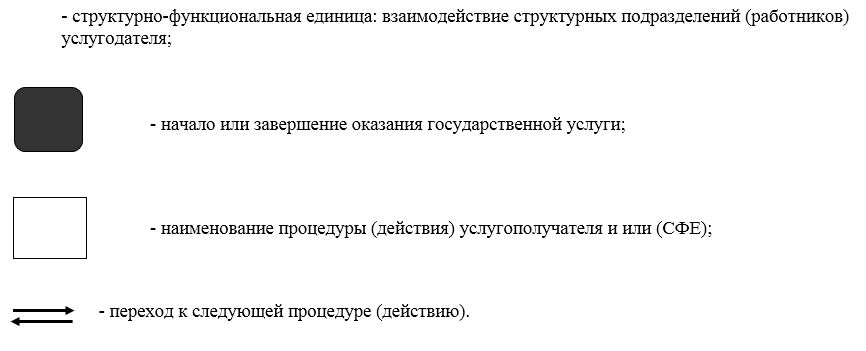 - структурно-функциональная единица: взаимодействие структурных подразделений (работников)
услугодателя;
- начало или завершение оказания государственной услуги;
- наименование процедуры (действия) услугополучателя и или (СФЕ);
- переход к следующей процедуре (действию).